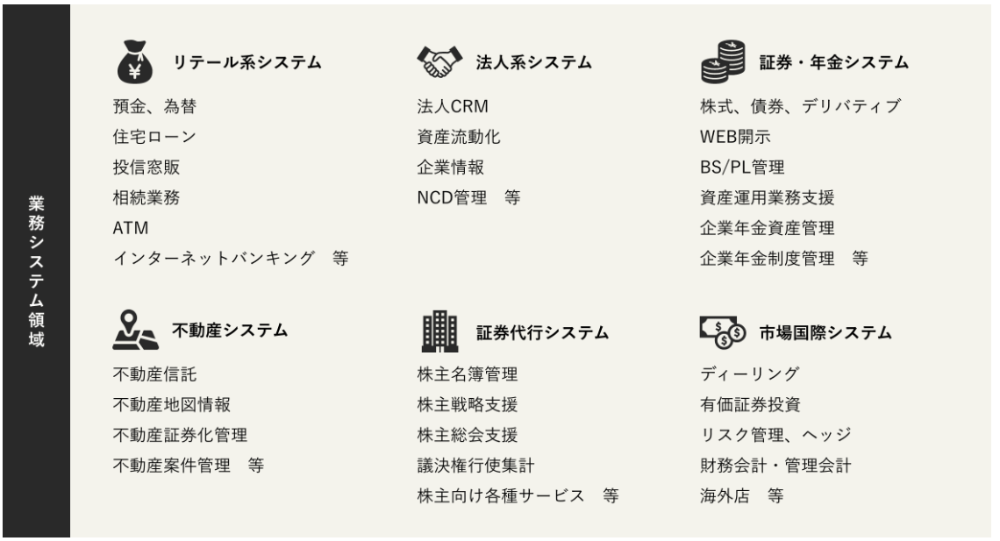 業務システム領域
リテール系システム
預金、為替
住宅ローン
投信窓販
相続業務
ATM
インターネットバンキング　等
法人系システム
法人CRM
資産流動化
企業情報
NCD管理　等
証券・年金システム
株式、債券、デリバティブ
WEB開示
BS/PL管理
資産運用業務支援
企業年金資産管理
企業年金制度管理　等
不動産システム
不動産信託
不動産地図情報
不動産証券化管理
不動産案件管理　等
証券代行システム
株主名簿管理
株主戦略支援
株主総会支援
議決権行使集計
株主向け各種サービス　等
市場国際システム
ディーリング
有価証券投資
リスク管理、ヘッジ
財務会計・管理会計
海外店　等